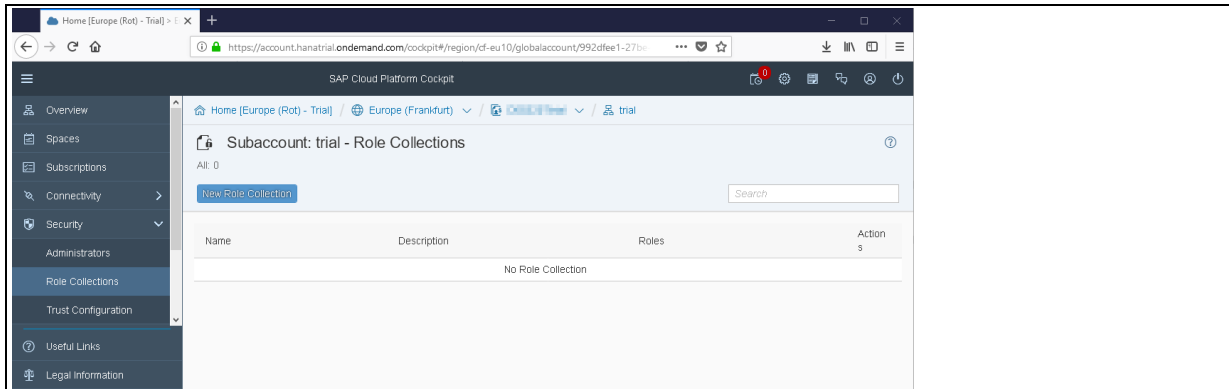 Home [Europe (Rot) - Trial] > E
https://account.hanatrial.ondemand.com/cockpit#/region/cf-eu10/globalaccount/992dfee1-27be
SAP Cloud Platform Cockpit
0
Overview
Home [Europe (Rot) - Trial] / Europe (Frankfurt) / / trial
Spaces
Subaccount: trial - Role Collections
Subscriptions
All: 0
Connectivity
New Role Collection
Search
Security
Name Description Roles Action
s
Administrators
No Role Collection
Role Collections
Trust Configuration
Useful Links
Legal Information